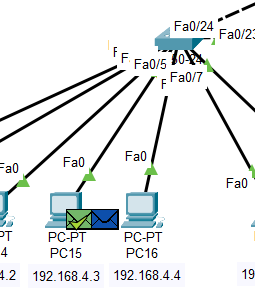 Fa0/24
Fa0/23
Fa0/5
Fa0/7
Fa0
Fa0
Fa0
Fa0
PC-PT
PC15
PC-PT
PC16
192.168.4.3
192.168.4.4